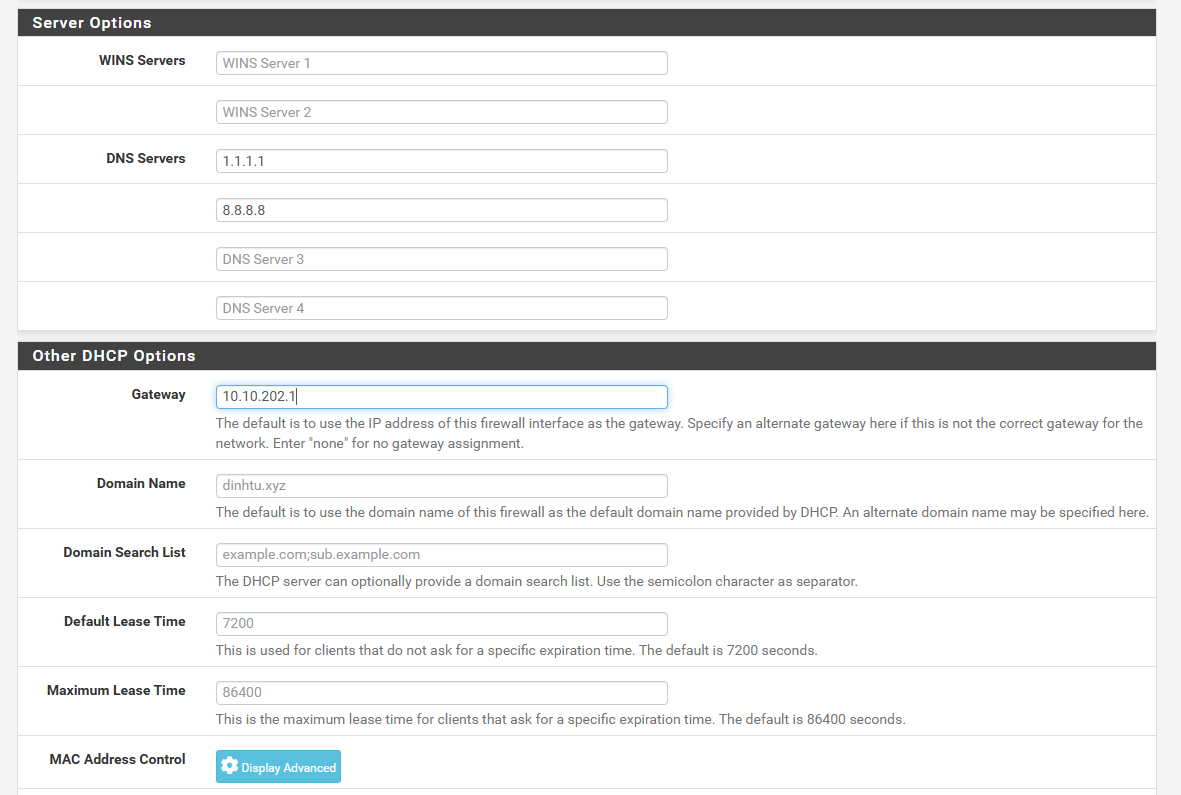 Server Options
WINS Servers
WINS Server 1
WINS Server 2
DNS Servers
1.1.1.1
8.8.8.8
DNS Server 3
DNS Server 4
Other DHCP Options
Gateway
10.10.202.1
The default is to use the IP address of this firewall interface as the gateway. Specify an alternate gateway here if this is not the correct gateway for the
network. Enter "none" for no gateway assignment.
Domain Name
dinhtu.xyz
The default is to use the domain name of this firewall as the default domain name provided by DHCP. An alternate domain name may be specified here.
Domain Search List
example.com;sub.example.com
The DHCP server can optionally provide a domain search list. Use the semicolon character as separator.
Default Lease Time
7200
This is used for clients that do not ask for a specific expiration time. The default is 7200 seconds.
Maximum Lease Time
86400
This is the maximum lease time for clients that ask for a specific expiration time. The default is 86400 seconds.
MAC Address Control
Display Advanced